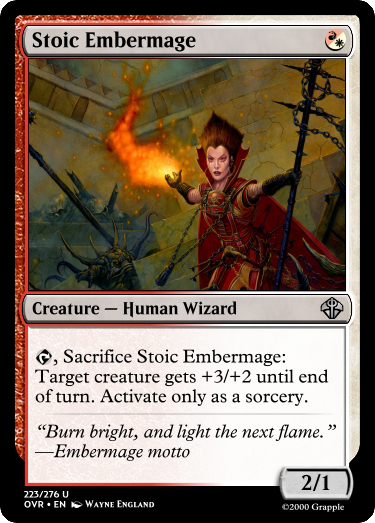 Stoic Embermage
Creature — Human Wizard
, Sacrifice Stoic Embermage:
Target creature gets +3/+2 until end
of turn. Activate only as a sorcery.
“Burn bright, and light the next flame.”
—Embermage motto
223/276 U
OVR • EN Wayne England
2/1
©2000 Grapple